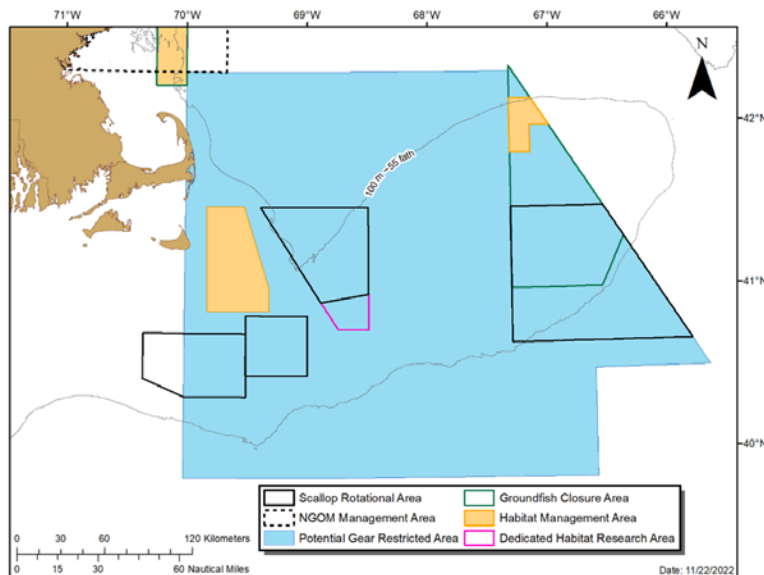 71°W 70°W 69°W 68°W 67°W 66°W
N
42°N
100 m ~55 fath
41°N
40°N
Scallop Rotational Area
Groundfish Closure Area
NGOM Management Area
Habitat Management Area
Potential Gear Restricted Area
Dedicated Habitat Research Area
0 30 60 120 Kilometers
0 15 30 60 Nautical Miles
Date: 11/22/2022